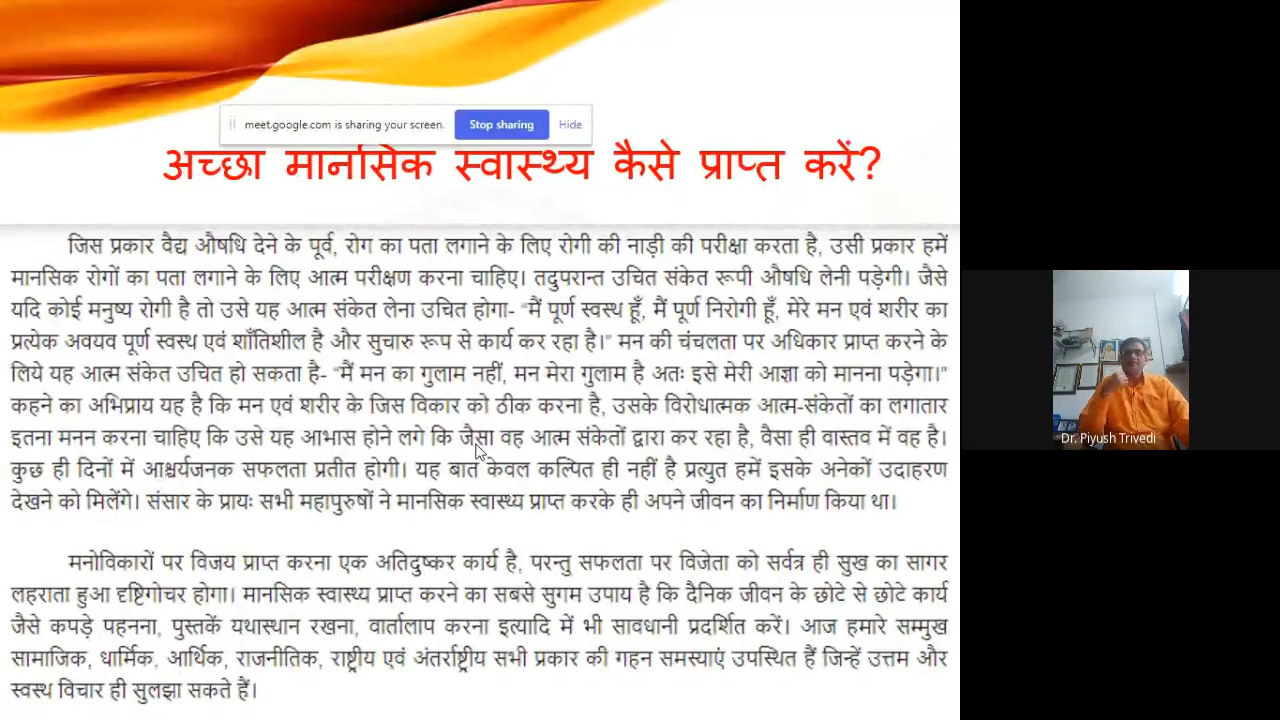 meet.google.com is sharing your screen.
Stop sharing
Hide
अच्छा मानसिक स्वास्थ्य कैसे प्राप्त करें?
जिस प्रकार वैद्य औषधि देने के पूर्व, रोग का पता लगाने के लिए रोगी की नाड़ी की परीक्षा करता है, उसी प्रकार हमें
मानसिक रोगों का पता लगाने के लिए आत्म परीक्षण करना चाहिए। तदुपरान्त उचित संकेत रूपी औषधि लेनी पड़ेगी। जैसे
यदि कोई मनुष्य रोगी है तो उसे यह आत्म संकेत लेना उचित होगा- "मैं पूर्ण स्वस्थ हूँ, मैं पूर्ण निरोगी हूँ, मेरे मन एवं शरीर का
प्रत्येक अवयव पूर्ण स्वस्थ एवं शाँतिशील है और सुचारु रूप से कार्य कर रहा है।" मन की चंचलता पर अधिकार प्राप्त करने के
लिये यह आत्म संकेत उचित हो सकता है- "मैं मन का गुलाम नहीं, मन मेरा गुलाम है अतः इसे मेरी आज्ञा को मानना पड़ेगा।"
कहने का अभिप्राय यह है कि मन एवं शरीर के जिस विकार को ठीक करना है, उसके विरोधात्मक आत्म-संकेतों का लगातार
इतना मनन करना चाहिए कि उसे यह आभास होने लगे कि जैसा वह आत्म संकेतों द्वारा कर रहा है, वैसा ही वास्तव में वह है।
कुछ ही दिनों में आश्चर्यजनक सफलता प्रतीत होगी। यह बात केवल कल्पित ही नहीं है प्रत्युत हमें इसके अनेकों उदाहरण
देखने को मिलेंगे। संसार के प्रायः सभी महापुरुषों ने मानसिक स्वास्थ्य प्राप्त करके ही अपने जीवन का निर्माण किया था।
मनोविकारों पर विजय प्राप्त करना एक अतिदुष्कर कार्य है, परन्तु सफलता पर विजेता को सर्वत्र ही सुख का सागर
लहराता हुआ दृष्टिगोचर होगा। मानसिक स्वास्थ्य प्राप्त करने का सबसे सुगम उपाय है कि दैनिक जीवन के छोटे से छोटे कार्य
जैसे कपड़े पहनना, पुस्तकें यथास्थान रखना, वार्तालाप करना इत्यादि में भी सावधानी प्रदर्शित करें। आज हमारे सम्मुख
सामाजिक, धार्मिक, आर्थिक, राजनीतिक, राष्ट्रीय एवं अंतर्राष्ट्रीय सभी प्रकार की गहन समस्याएं उपस्थित हैं जिन्हें उत्तम और
स्वस्थ विचार ही सुलझा सकते हैं।
Dr. Piyush Trivedi